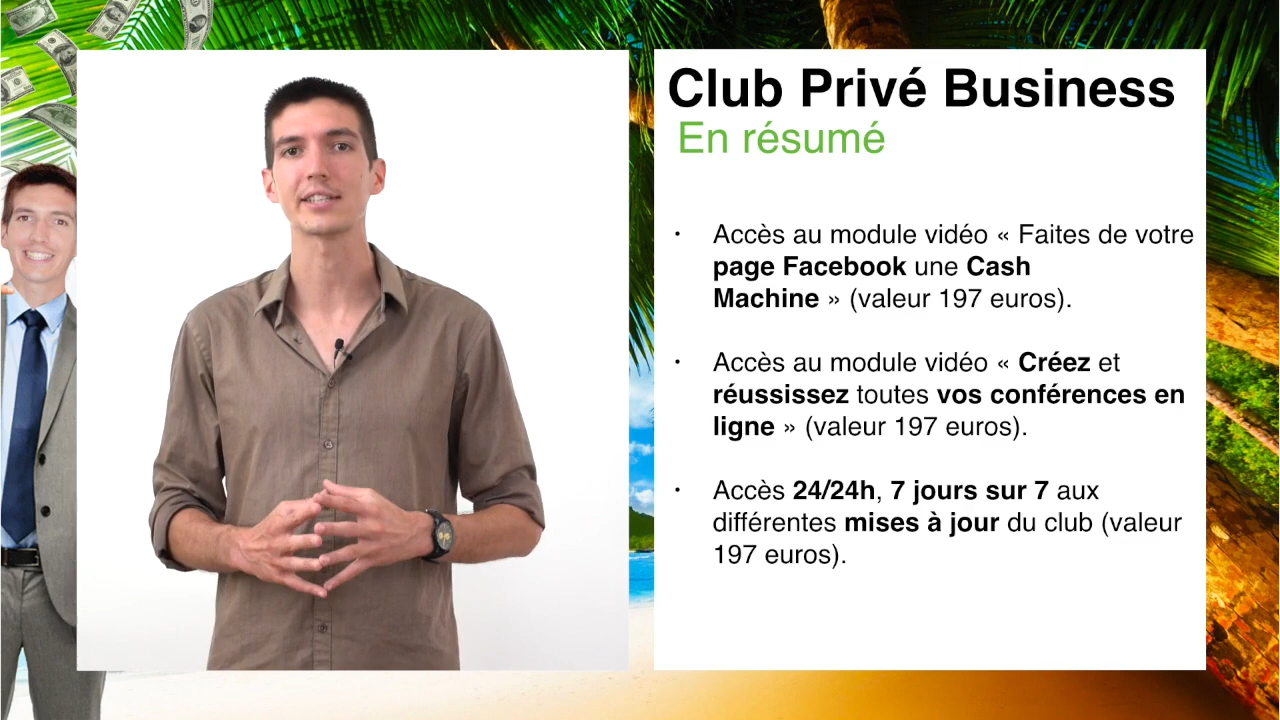 Club Privé Business
En résumé
· Accès au module vidéo « Faites de votre
page Facebook une Cash
Machine » (valeur 197 euros).
· Accès au module vidéo « Créez et
réussissez toutes vos conférences en
ligne » (valeur 197 euros).
· Accès 24/24h, 7 jours sur 7 aux
différentes mises à jour du club (valeur
197 euros).